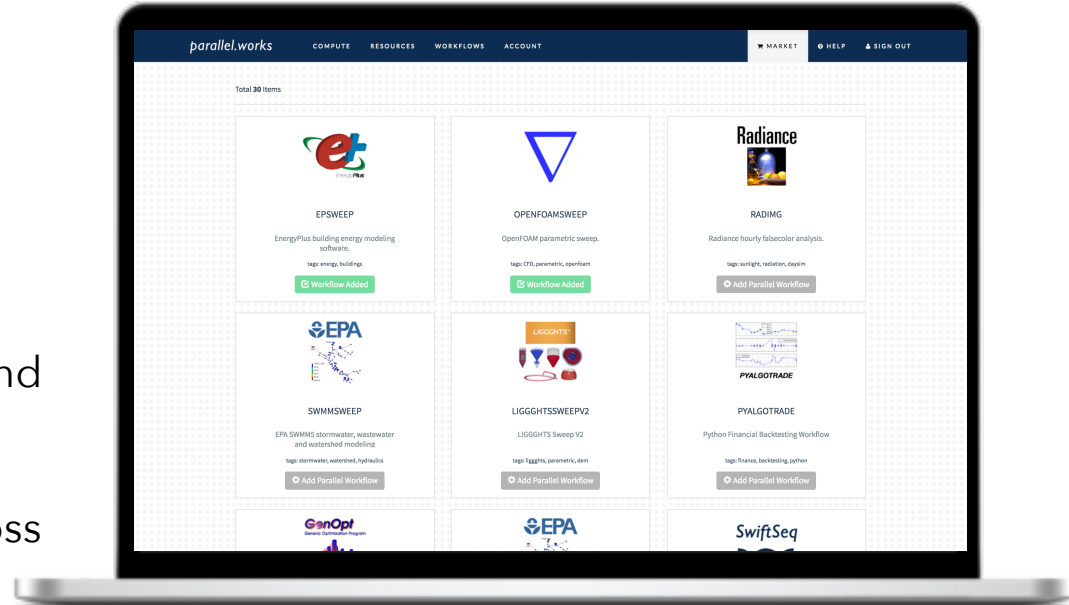 parallel.works COMPUTE RESOURCES WORKFLOWS ACCOUNT MARKET HELP SIGN OUT
Total 30 Items
EnergyPlus
Radiance
EPSWEEP
OPENFOAMSWEEP
RADIMG
EnergyPlus building energy modeling
software.
OpenFOAM parametric sweep.
Radiance hourly falsecolor analysis.
tags: energy, buildings
tags: CFD, parametric, openfoam
tags: sunlight, radiation, daysim
Workflow Added
Workflow Added
Add Parallel Workflow
EPA
LIGGGHTS
PYALGOTRADE
nd
SWMMSWEEP
LIGGGHTSSWEEPV2
PYALGOTRADE
EPA SWMM5 stormwater, wastewater
and watershed modeling
LIGGGHTS Sweep V2
Python Financial Backtesting Workflow
tags: stormwater, watershed, hydraulics
tags: liggghts, parametric, dem
tags: finance, backtesting, python
Add Parallel Workflow
Add Parallel Workflow
Add Parallel Workflow
oss
GenOpt
Generic Optimization Program
EPA
SwiftSeq